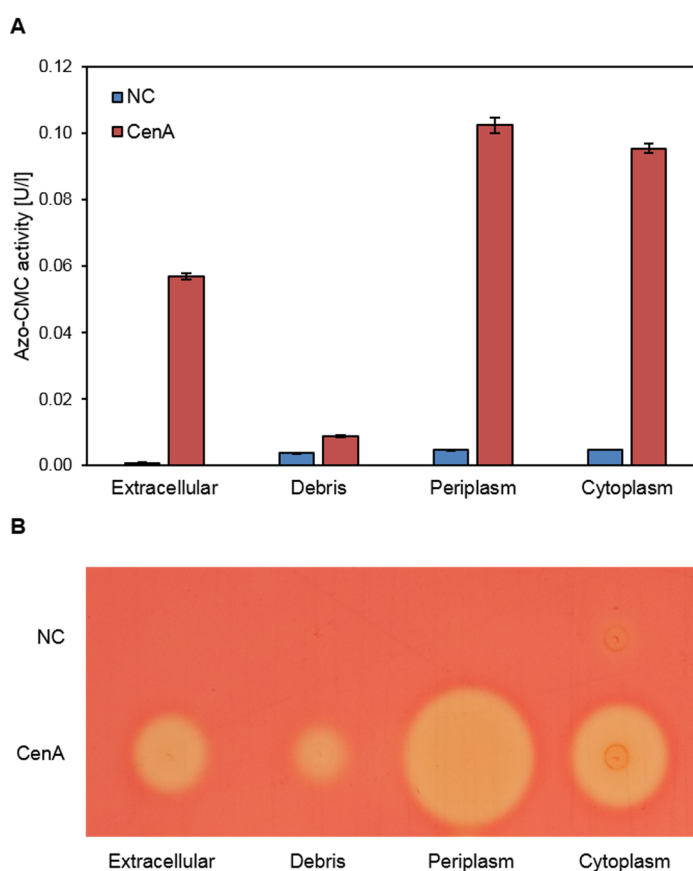 A
0.12
0.10
0.08
0.06
0.04
0.02
0.00
Azo-CMC activity [U/l]
NC
CenA
Extracellular Debris Periplasm Cytoplasm
B
NC
CenA
Extracellular Debris Periplasm Cytoplasm